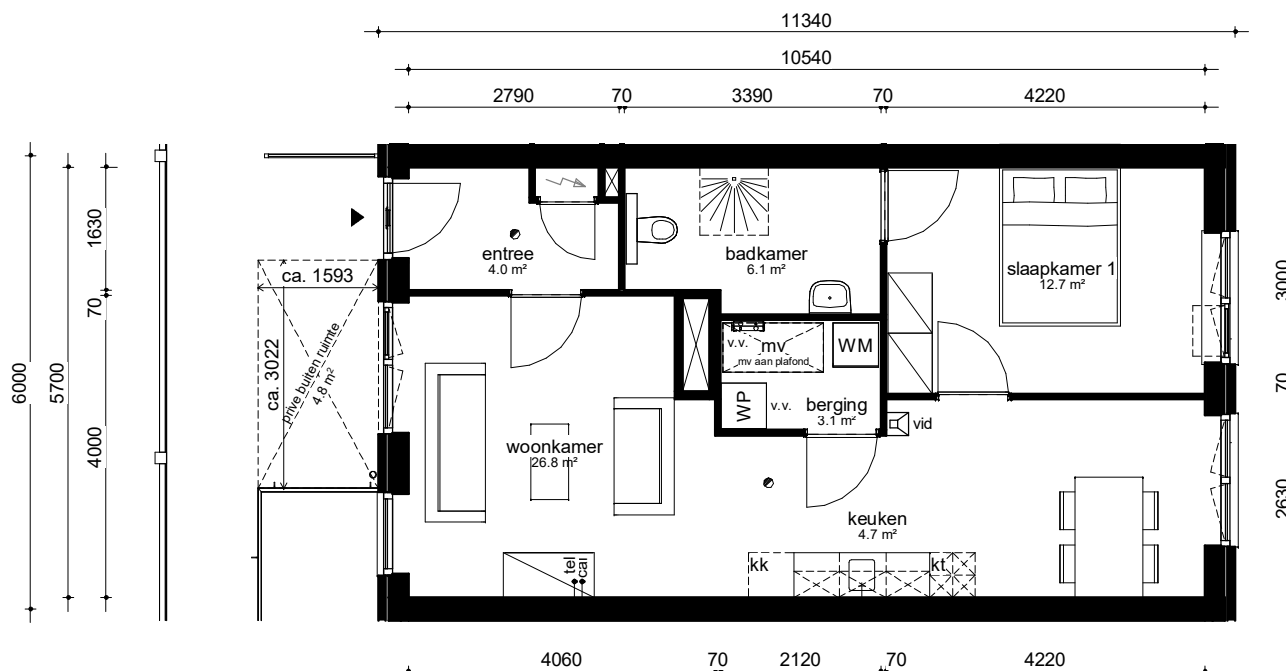 11340
10540
2790 70 3390 70 4220
6000
5700
1630
70
4000
3000
70
2630
ca. 1593
ca. 3022
prive buiten ruimte
4.8 m²
entree
4.0 m²
badkamer
6.1 m²
slaapkamer 1
12.7 m²
v.v.
mv
mv aan plafond
WM
WP
v.v.
berging
3.1 m²
vid
woonkamer
26.8 m²
keuken
4.7 m²
tel
cai
kk
kt
4060 70 2120 70 4220